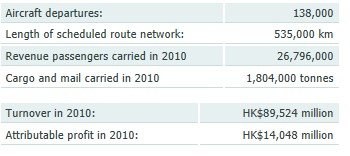 Aircraft departures: 138,000
Length of scheduled route network: 535,000 km
Revenue passengers carried in 2010 26,796,000
Cargo and mail carried in 2010 1,804,000 tonnes
Turnover in 2010: HK$89,524 million
Attributable profit in 2010: HK$14,048 million